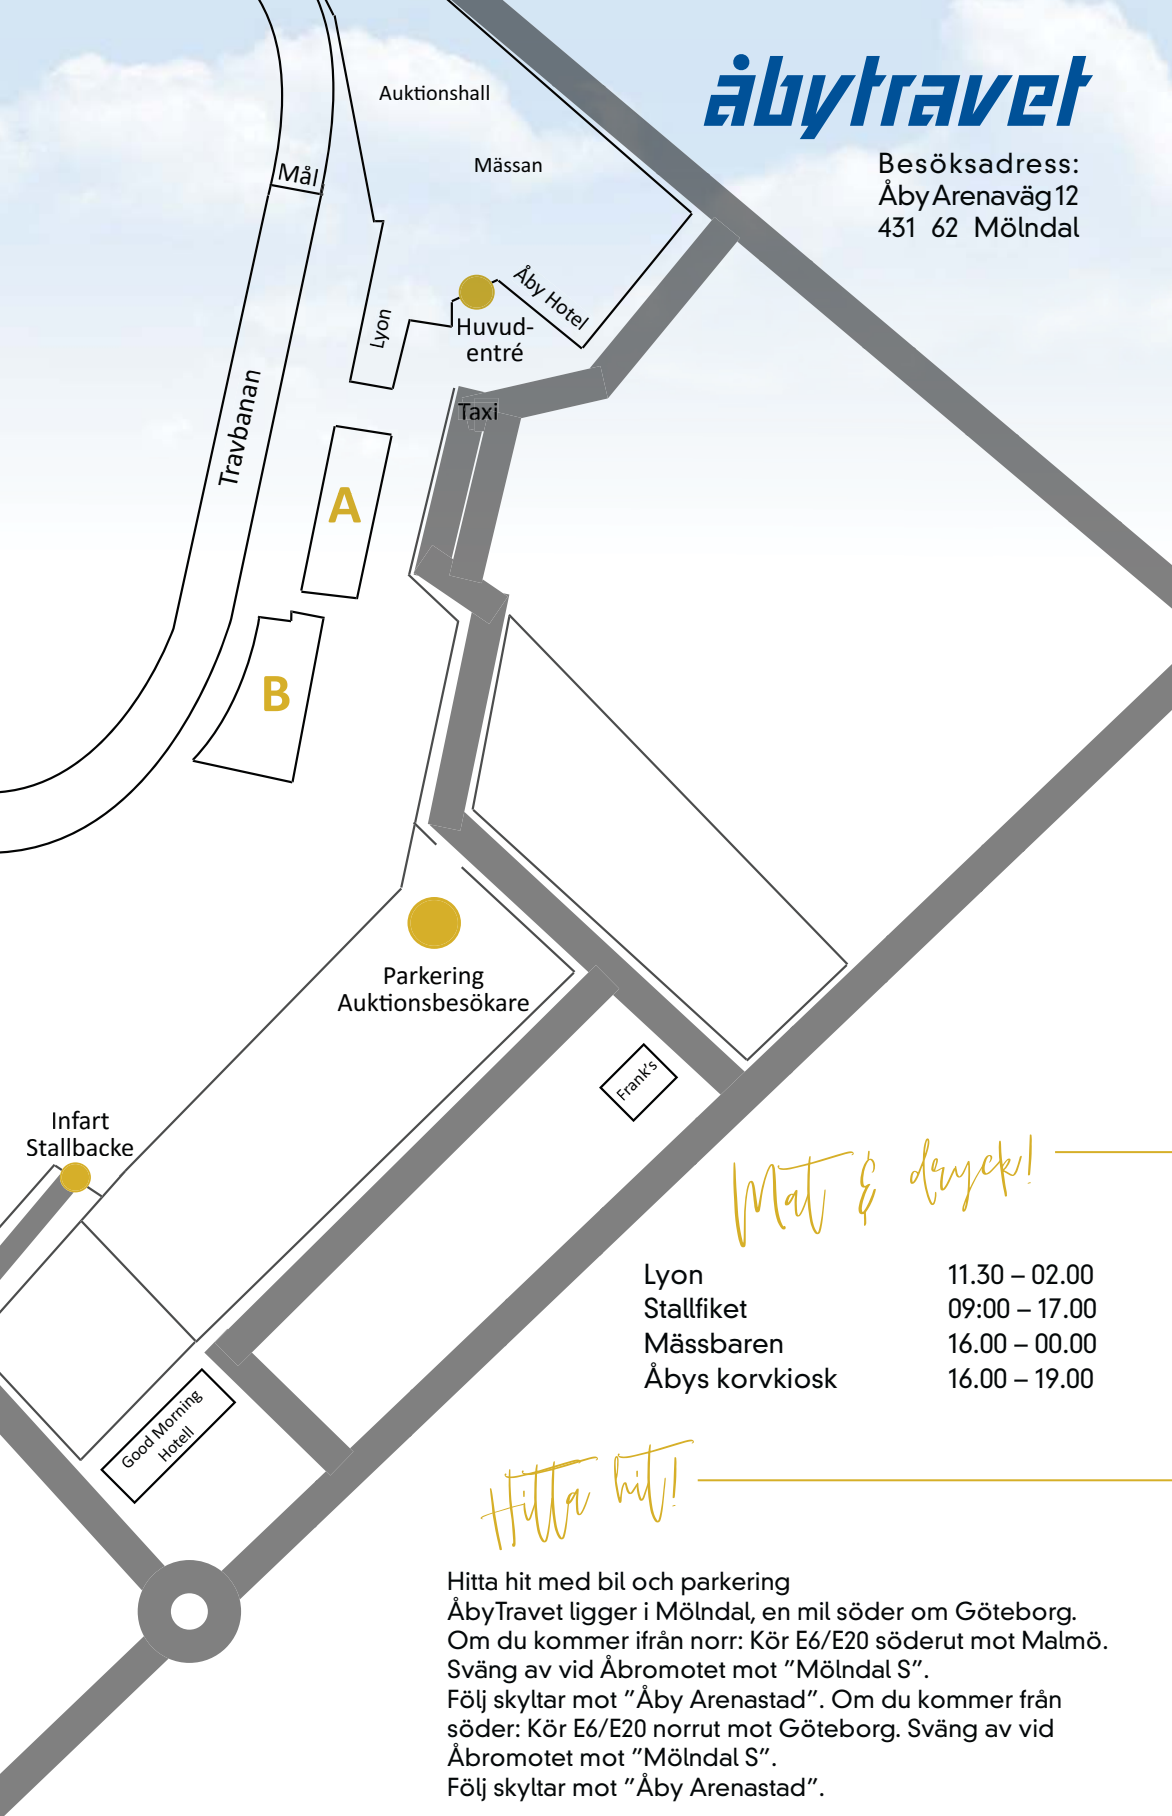 åbytravet
Besöksadress:
Åby Arenaväg 12
431 62 Mölndal
Auktionshall
Mässan
Mål
Åby Hotel
Lyon
Huvud-
entré
Taxi
Travbanan
A
B
Parkering
Auktionsbesökare
Frank's
Infart
Stallbacke
Good Morning
Hotell
Mat & dryck!
Lyon 11.30 – 02.00
Stallfiket 09:00 – 17.00
Mässbaren 16.00 – 00.00
Åbys korvkiosk 16.00 – 19.00
Hitta hit!
Hitta hit med bil och parkering
ÅbyTravet ligger i Mölndal, en mil söder om Göteborg.
Om du kommer ifrån norr: Kör E6/E20 söderut mot Malmö.
Sväng av vid Åbromotet mot ”Mölndal S”.
Följ skyltar mot ”Åby Arenastad”. Om du kommer från
söder: Kör E6/E20 norrut mot Göteborg. Sväng av vid
Åbromotet mot ”Mölndal S”.
Följ skyltar mot ”Åby Arenastad”.